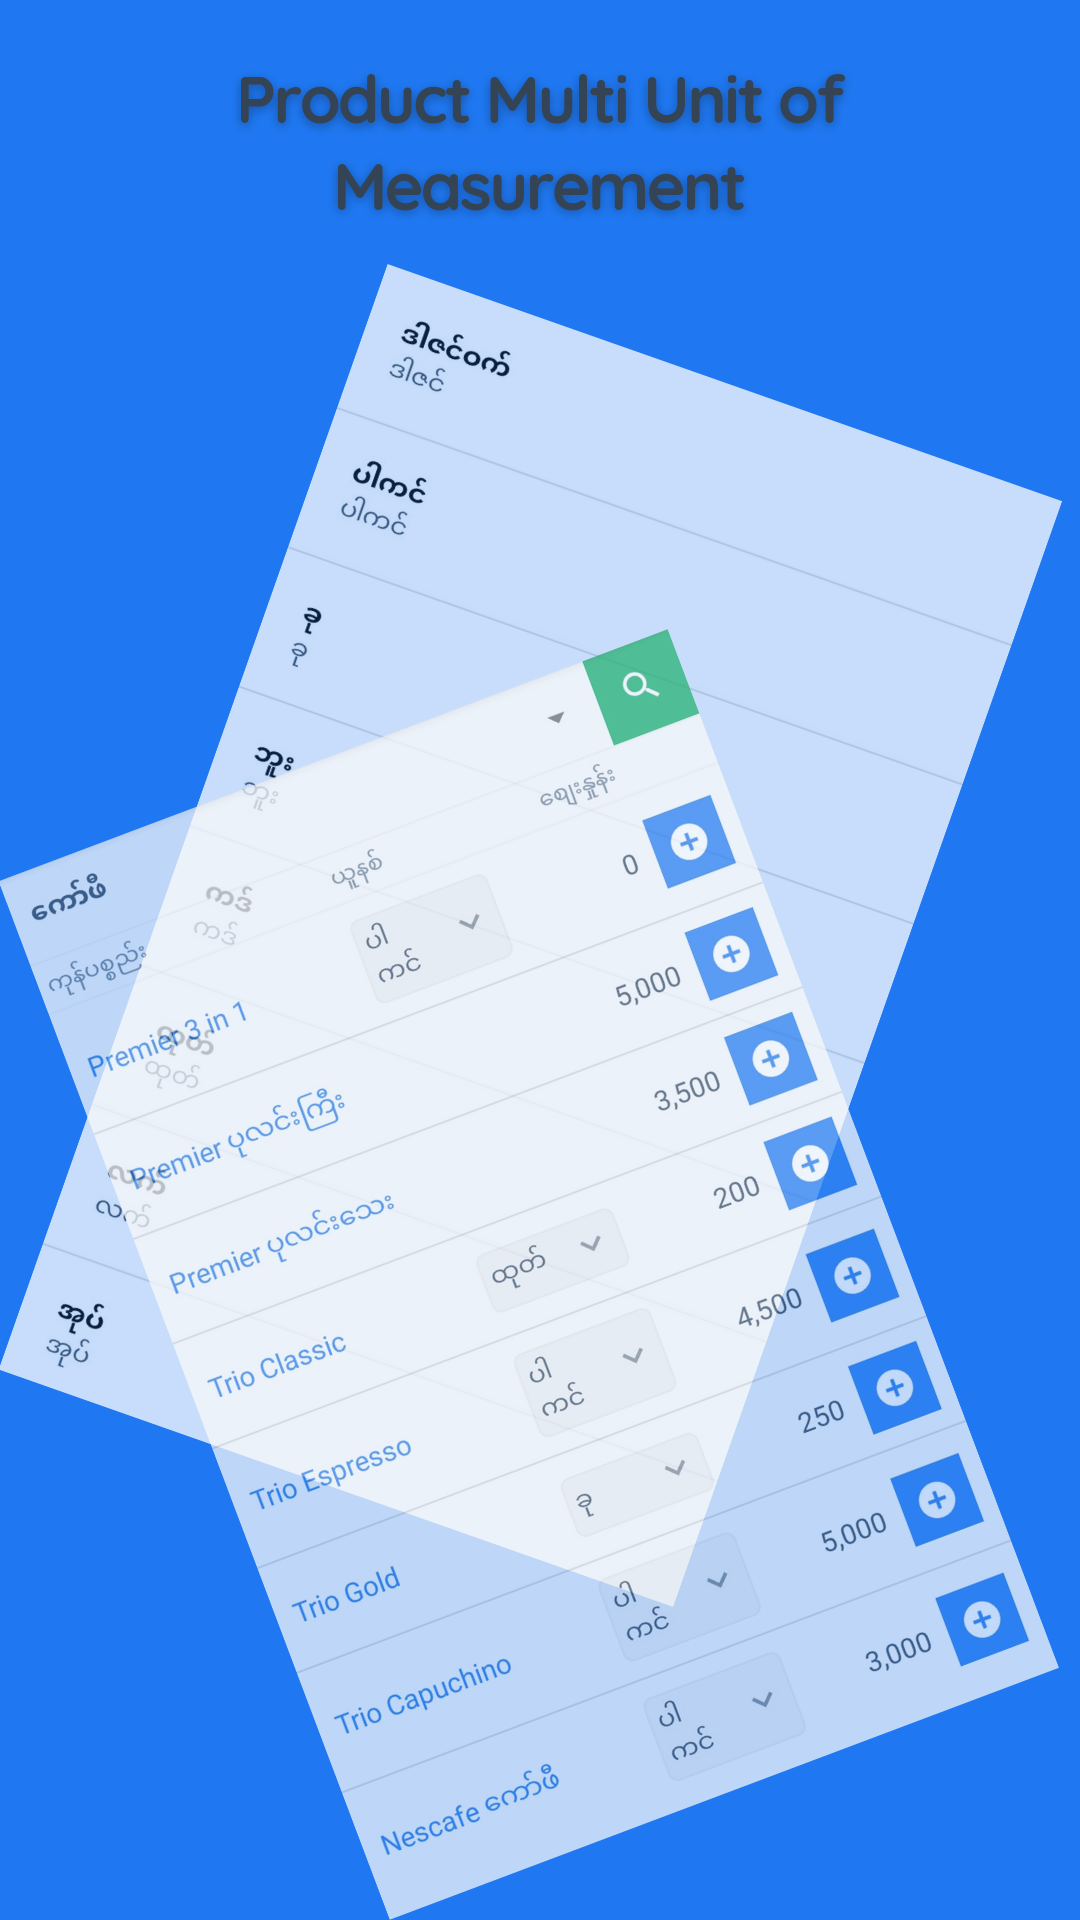 Product Multi Unit of
Measurement
ဒါဇင်ဝက်
ဒါဇင်
ပါကင်
ပါကင်
ခု
ခု
ဘူး
ဘူး
ကဒ်
ကဒ်
ထုတ်
ထုတ်
လက်
လက်
အုပ်
အုပ်
ကော်ဖီ
ကုန်ပစ္စည်း ယူနစ် ဈေးနှုန်း
Premier 3 in 1 ပါ
ကင် 0
Premier ပုလင်းကြီး 5,000
Premier ပုလင်းသေး 3,500
Trio Classic ထုတ် 200
Trio Espresso ပါ
ကင် 4,500
Trio Gold ခု 250
Trio Capuchino ပါ
ကင် 5,000
Nescafe ကော်ဖီ ပါ
ကင် 3,000